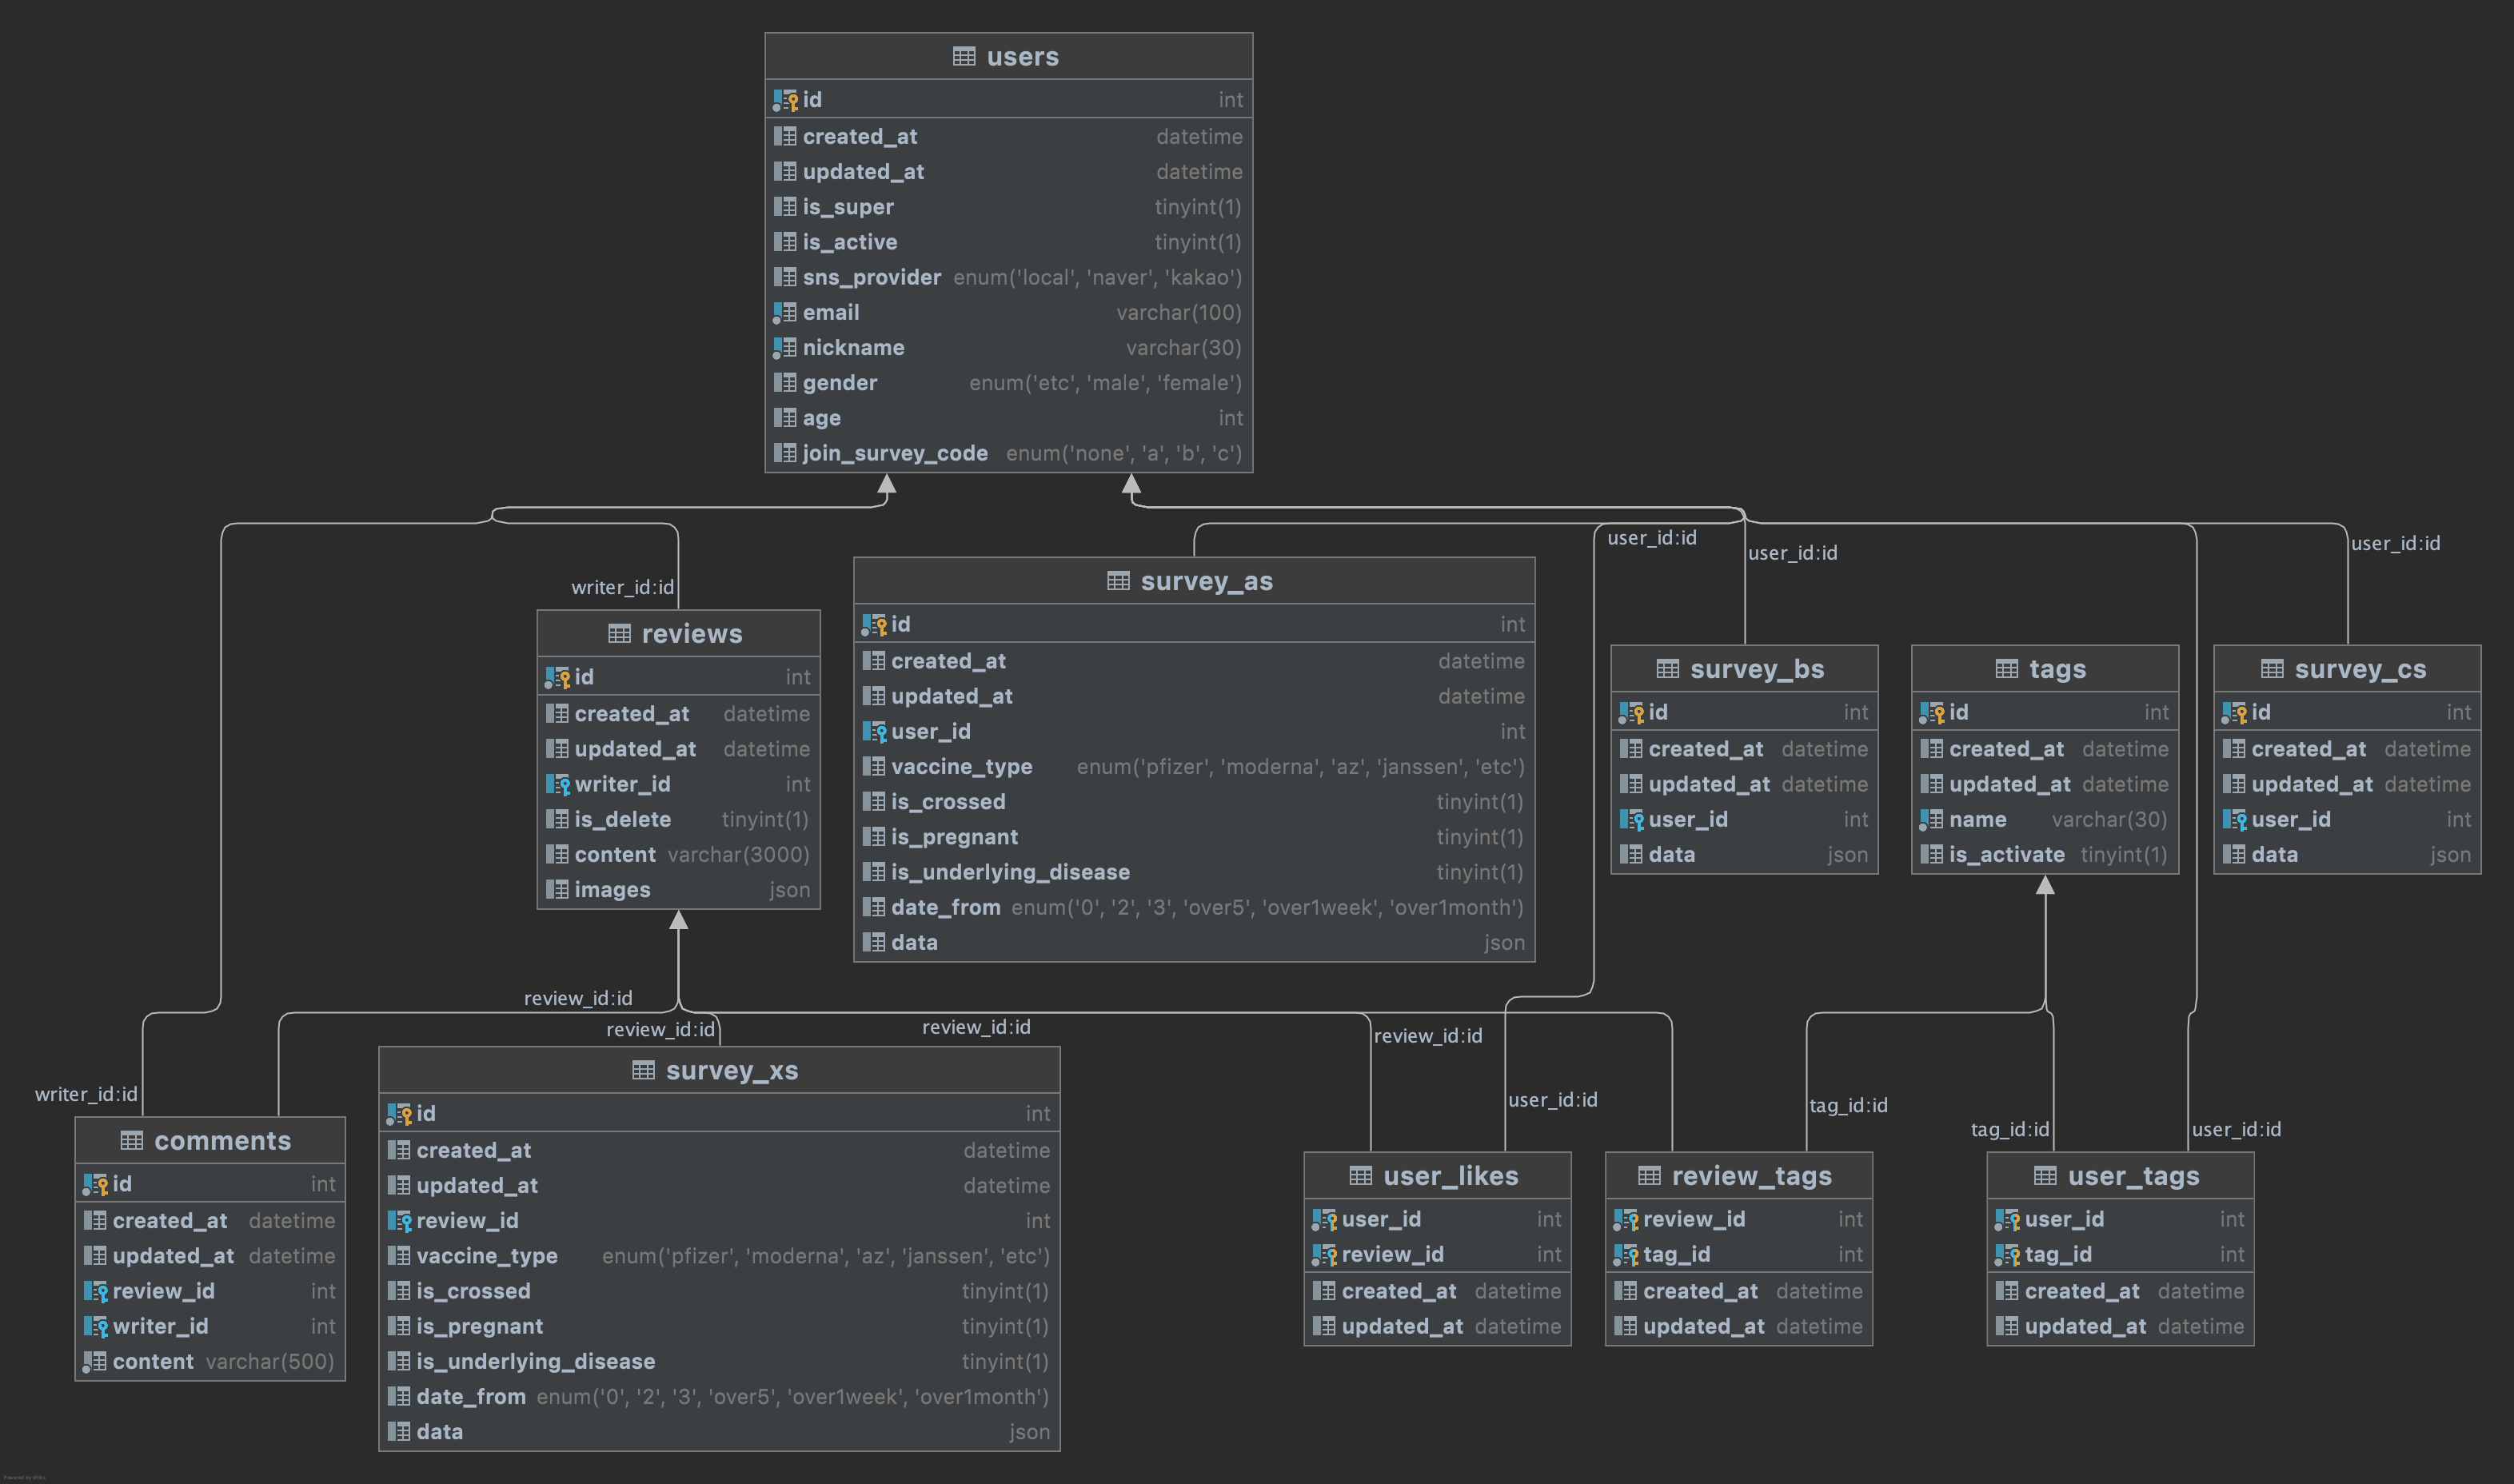 users
id int
created_at datetime
updated_at datetime
is_super tinyint(1)
is_active tinyint(1)
sns_provider enum('local', 'naver', 'kakao')
email varchar(100)
nickname varchar(30)
gender enum('etc', 'male', 'female')
age int
join_survey_code enum('none', 'a', 'b', 'c')
writer_id:id
user_id:id
user_id:id
user_id:id
reviews
id int
created_at datetime
updated_at datetime
writer_id int
is_delete tinyint(1)
content varchar(3000)
images json
survey_as
id int
created_at datetime
updated_at datetime
user_id int
vaccine_type enum('pfizer', 'moderna', 'az', 'janssen', 'etc')
is_crossed tinyint(1)
is_pregnant tinyint(1)
is_underlying_disease tinyint(1)
date_from enum('0', '2', '3', 'over5', 'over1week', 'over1month')
data json
survey_bs
id int
created_at datetime
updated_at datetime
user_id int
data json
tags
id int
created_at datetime
updated_at datetime
name varchar(30)
is_activate tinyint(1)
survey_cs
id int
created_at datetime
updated_at datetime
user_id int
data json
review_id:id
review_id:id
review_id:id
review_id:id
writer_id:id
user_id:id
tag_id:id
tag_id:id
user_id:id
comments
id int
created_at datetime
updated_at datetime
review_id int
writer_id int
content varchar(500)
survey_xs
id int
created_at datetime
updated_at datetime
review_id int
vaccine_type enum('pfizer', 'moderna', 'az', 'janssen', 'etc')
is_crossed tinyint(1)
is_pregnant tinyint(1)
is_underlying_disease tinyint(1)
date_from enum('0', '2', '3', 'over5', 'over1week', 'over1month')
data json
user_likes
user_id int
review_id int
created_at datetime
updated_at datetime
review_tags
review_id int
tag_id int
created_at datetime
updated_at datetime
user_tags
user_id int
tag_id int
created_at datetime
updated_at datetime
Powered by yFiles